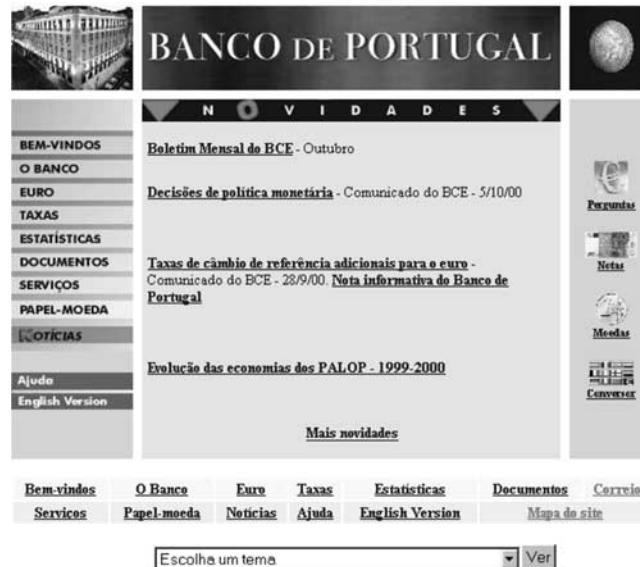 BANCO DE PORTUGAL
NOVIDADES
BEM-VINDOS
O BANCO
EURO
TAXAS
ESTATÍSTICAS
DOCUMENTOS
SERVIÇOS
PAPEL-MOEDA
NOTÍCIAS
Ajuda
English Version
Boletim Mensal do BCE - Outubro
Decisões de política monetária - Comunicado do BCE - 5/10/00
Taxas de câmbio de referência adicionais para o euro -
Comunicado do BCE - 28/9/00. Nota informativa do Banco de
Portugal
Evolução das economias dos PALOP - 1999-2000
Mais novidades
Perguntas
Notas
Moedas
Conversor
Bem-vindos O Banco Euro Taxas Estatísticas Documentos Correio
Serviços Papel-moeda Notícias Ajuda English Version Mapa do site
Escolha um tema Ver